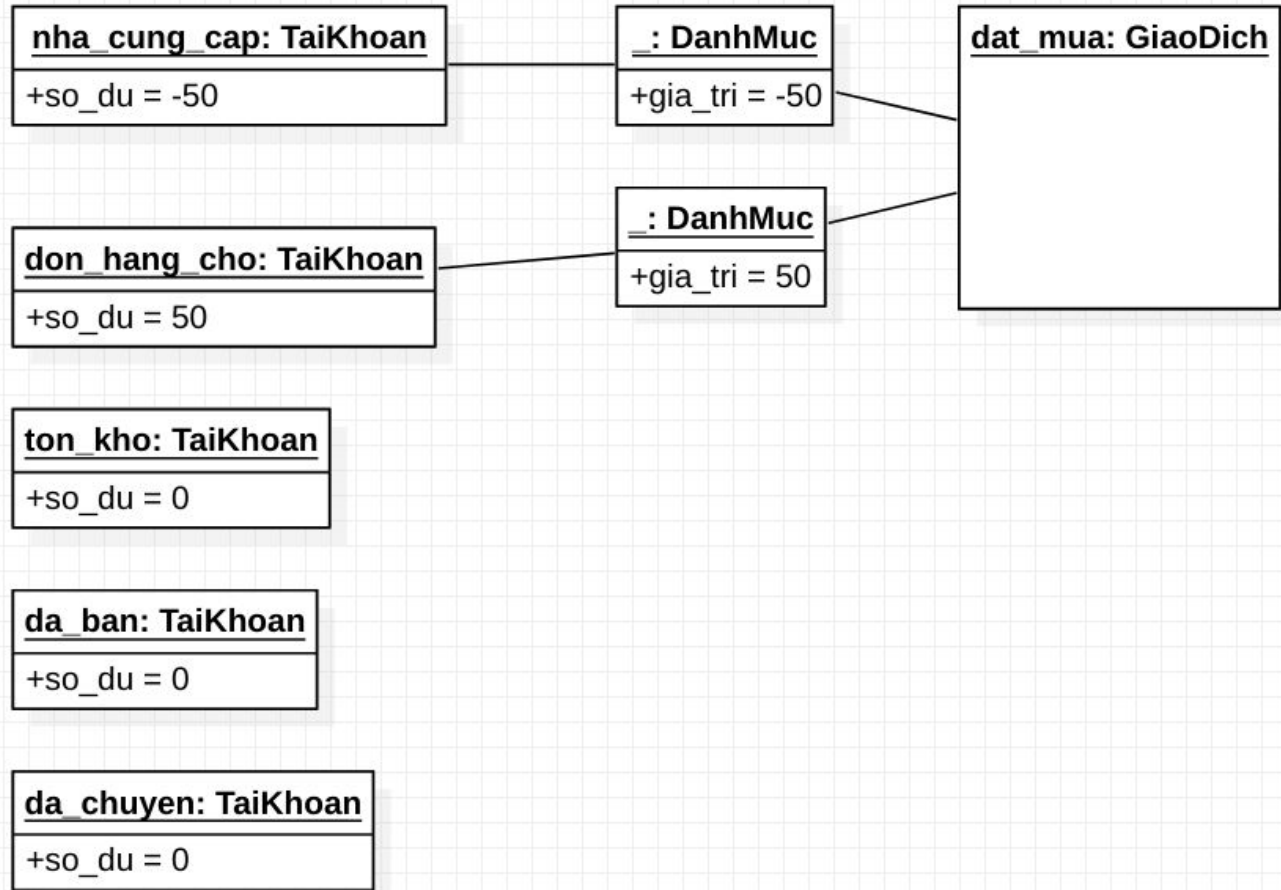 nha_cung_cap: TaiKhoan
+so_du = -50
_: DanhMuc
+gia_tri = -50
dat_mua: GiaoDich
_: DanhMuc
+gia_tri = 50
don_hang_cho: TaiKhoan
+so_du = 50
ton_kho: TaiKhoan
+so_du = 0
da_ban: TaiKhoan
+so_du = 0
da_chuyen: TaiKhoan
+so_du = 0